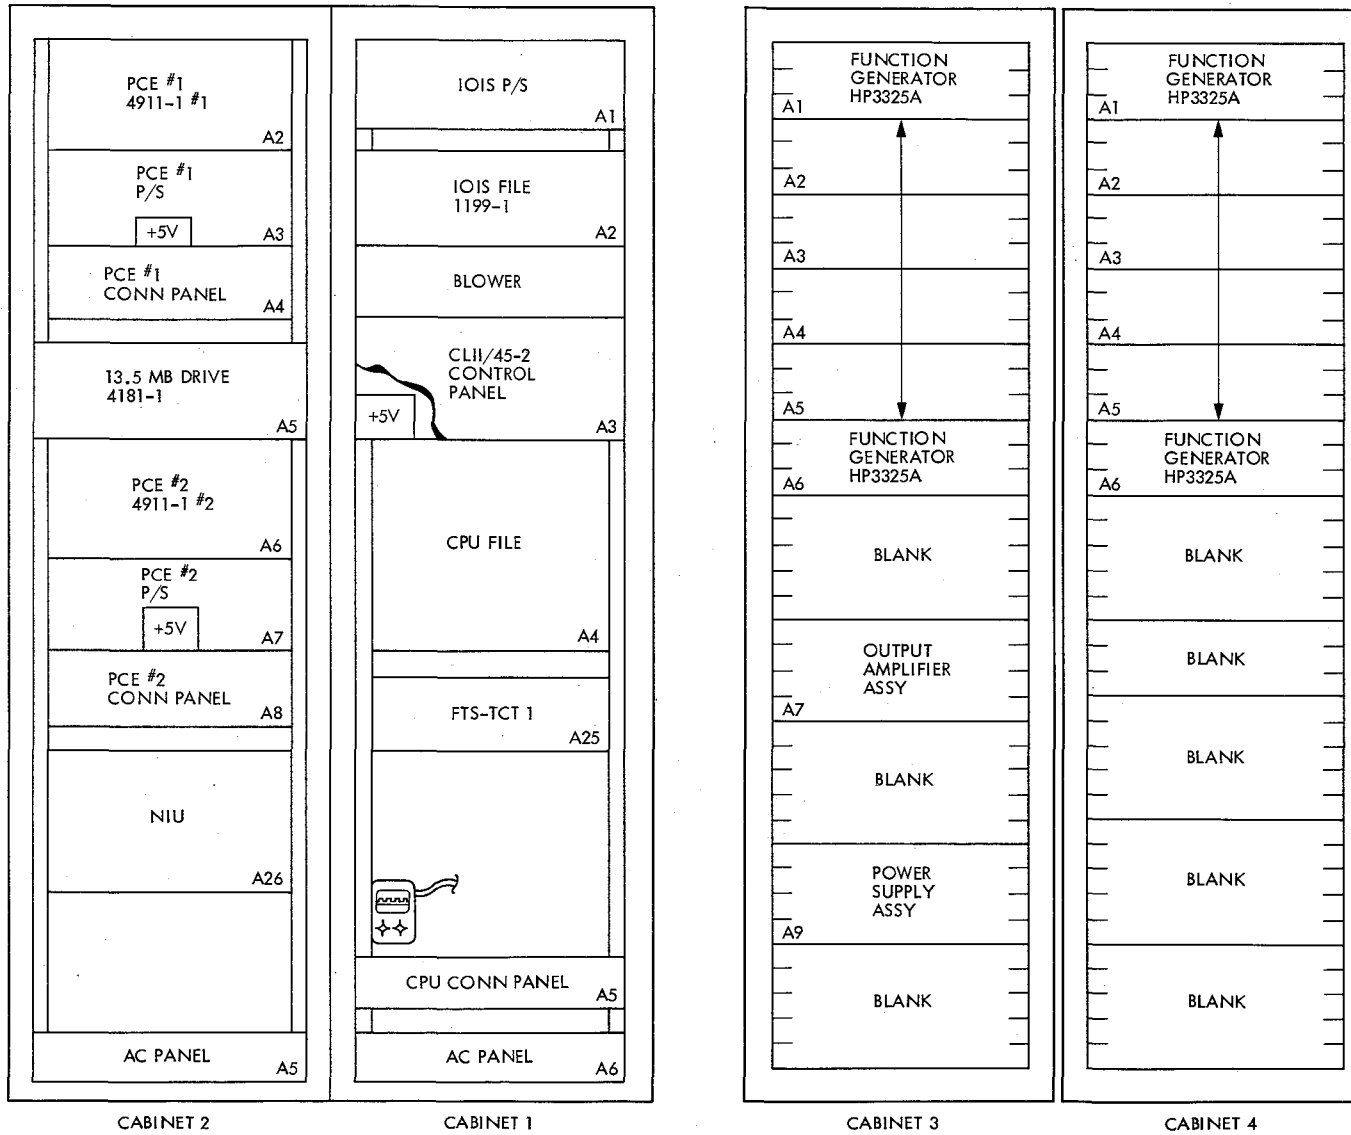 PCE #1
4911-1 #1
A2
PCE #1
P/S
+5V
A3
PCE #1
CONN PANEL
A4
13.5 MB DRIVE
4181-1
A5
PCE #2
4911-1 #2
A6
PCE #2
P/S
+5V
A7
PCE #2
CONN PANEL
A8
NIU
A26
AC PANEL
A5
CABINET 2
IOIS P/S
A1
IOIS FILE
1199-1
A2
BLOWER
CLII/45-2
CONTROL
PANEL
+5V
A3
CPU FILE
A4
FTS-TCT 1
A25
CPU CONN PANEL
A5
AC PANEL
A6
CABINET 1
FUNCTION
GENERATOR
HP3325A
A1
A2
A3
A4
A5
FUNCTION
GENERATOR
HP3325A
A6
BLANK
OUTPUT
AMPLIFIER
ASSY
A7
BLANK
POWER
SUPPLY
ASSY
A9
BLANK
CABINET 3
FUNCTION
GENERATOR
HP3325A
A1
A2
A3
A4
A5
FUNCTION
GENERATOR
HP3325A
A6
BLANK
BLANK
BLANK
BLANK
BLANK
CABINET 4